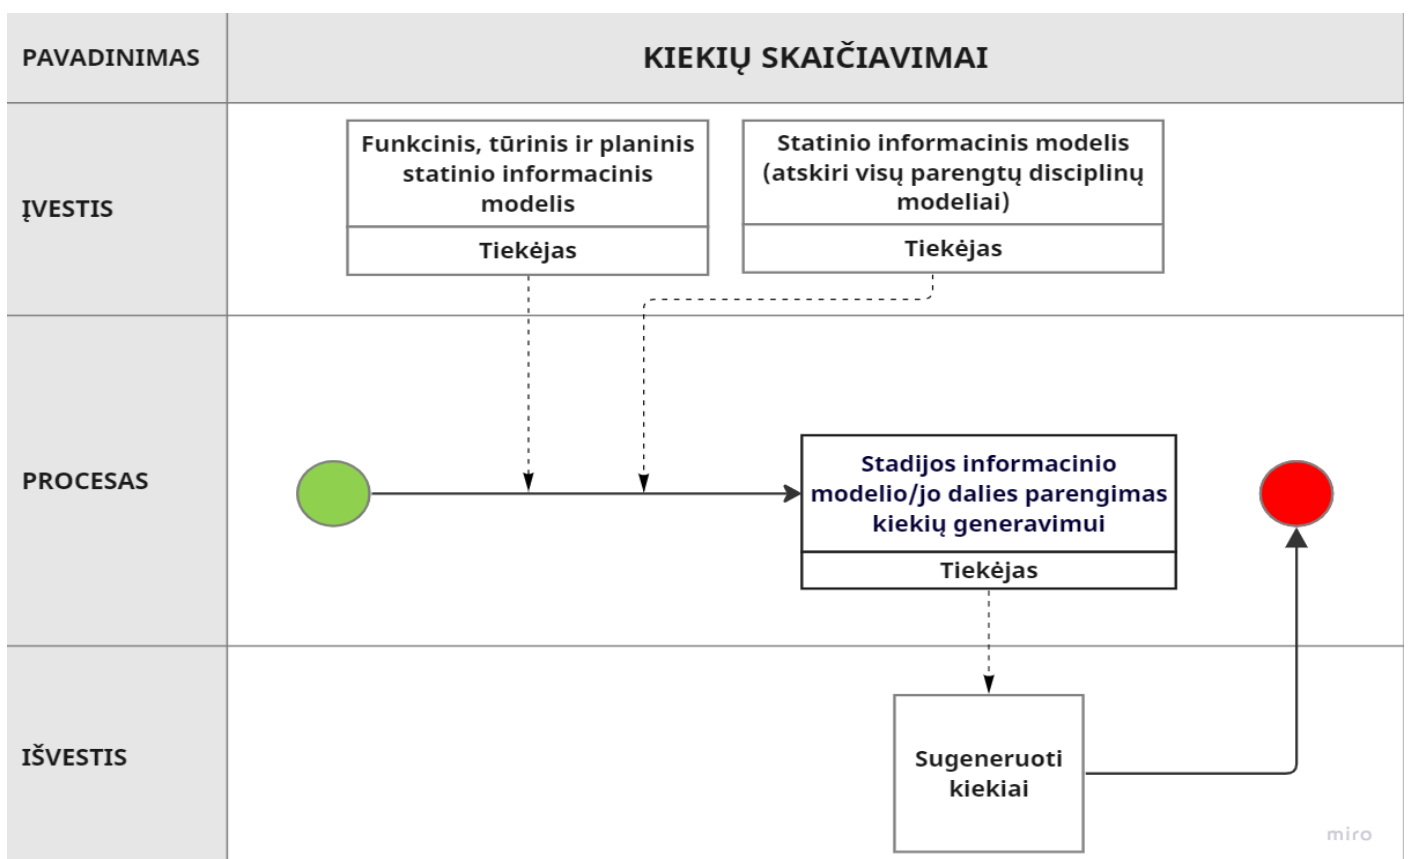 PAVADINIMAS
KIEKIŲ SKAIČIAVIMAI
ĮVESTIS
Funkcinis, tūrinis ir planinis
statinio informacinis
modelis
Tiekėjas
Statinio informacinis modelis
(atskiri visų parengtų disciplinų
modeliai)
Tiekėjas
PROCESAS
Stadijos informacinio
modelio/jo dalies parengimas
kiekių generavimui
Tiekėjas
IŠVESTIS
Sugeneruoti
kiekiai
miro